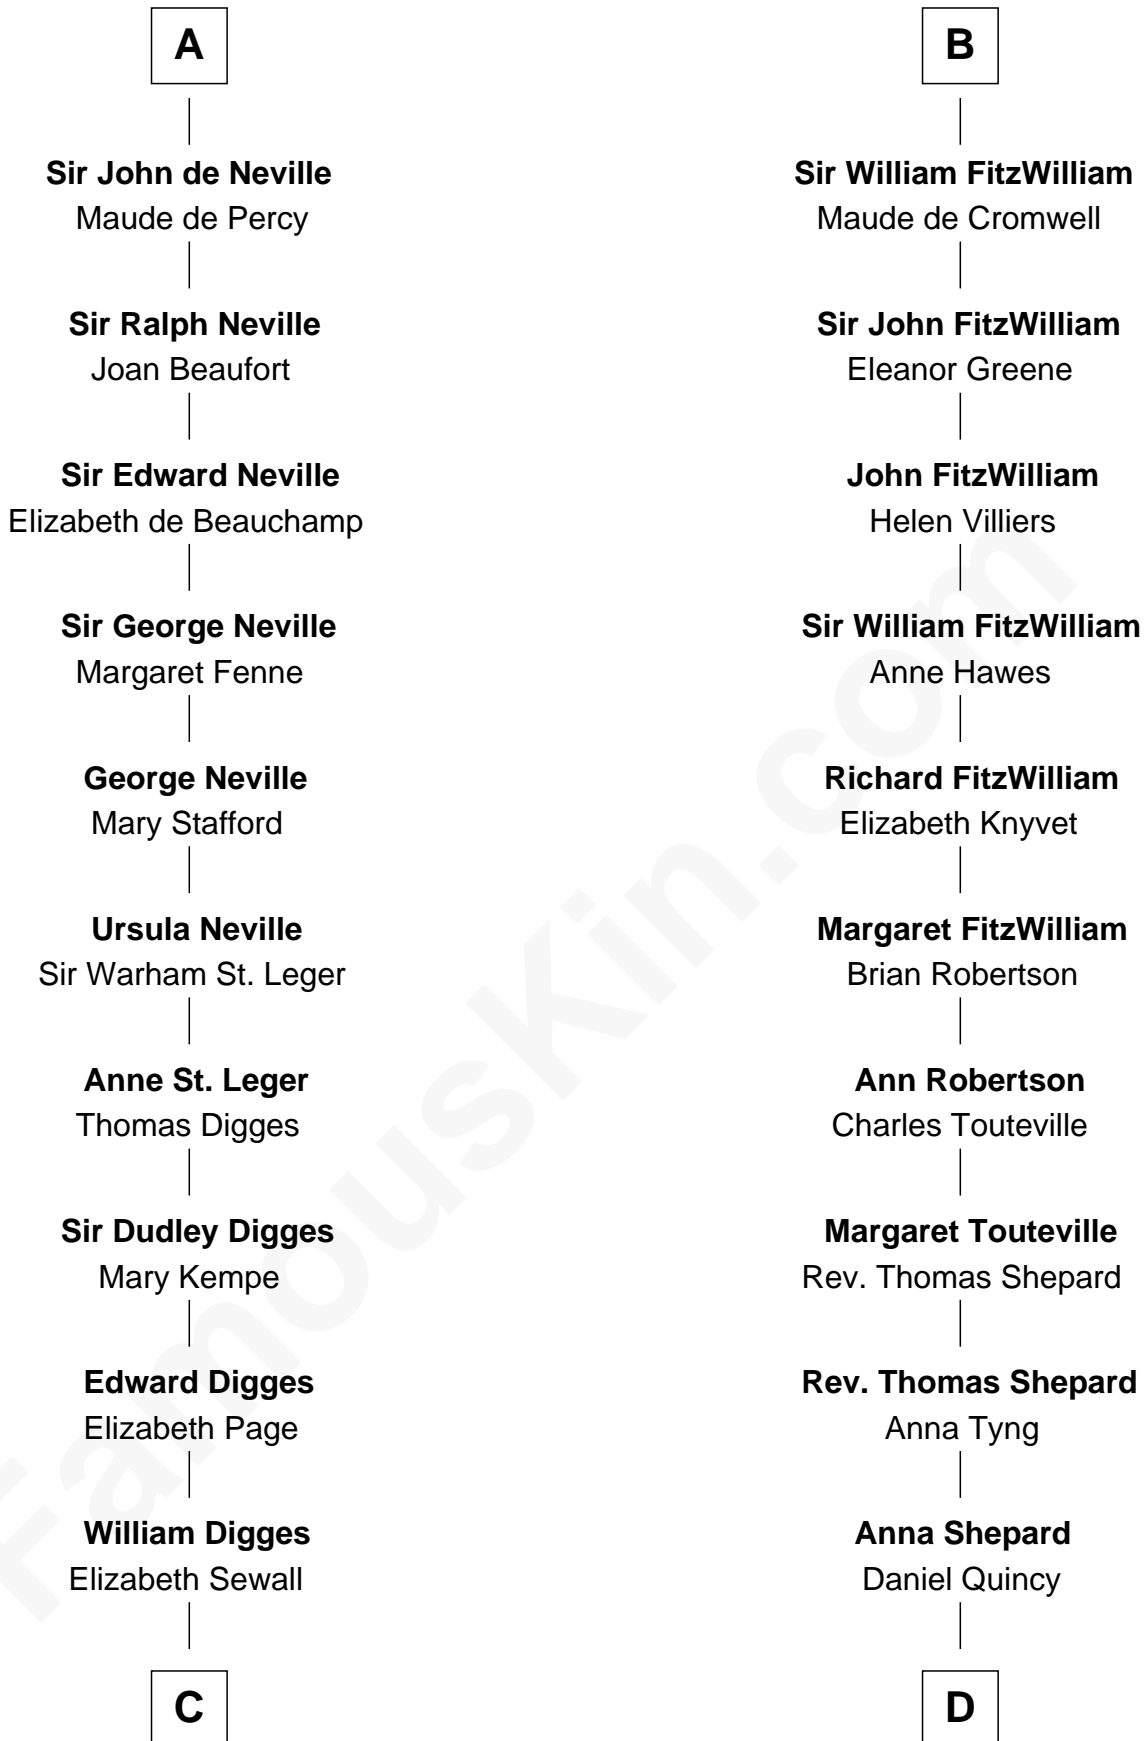 A
Sir John de Neville
Maude de Percy
Sir Ralph Neville
Joan Beaufort
Sir Edward Neville
Elizabeth de Beauchamp
Sir George Neville
Margaret Fenne
George Neville
Mary Stafford
Ursula Neville
Sir Warham St. Leger
Anne St. Leger
Thomas Digges
Sir Dudley Digges
Mary Kempe
Edward Digges
Elizabeth Page
William Digges
Elizabeth Sewall
C
B
Sir William FitzWilliam
Maude de Cromwell
Sir John FitzWilliam
Eleanor Greene
John FitzWilliam
Helen Villiers
Sir William FitzWilliam
Anne Hawes
Richard FitzWilliam
Elizabeth Knyvet
Margaret FitzWilliam
Brian Robertson
Ann Robertson
Charles Touteville
Margaret Touteville
Rev. Thomas Shepard
Rev. Thomas Shepard
Anna Tyng
Anna Shepard
Daniel Quincy
D
FamousKin.com